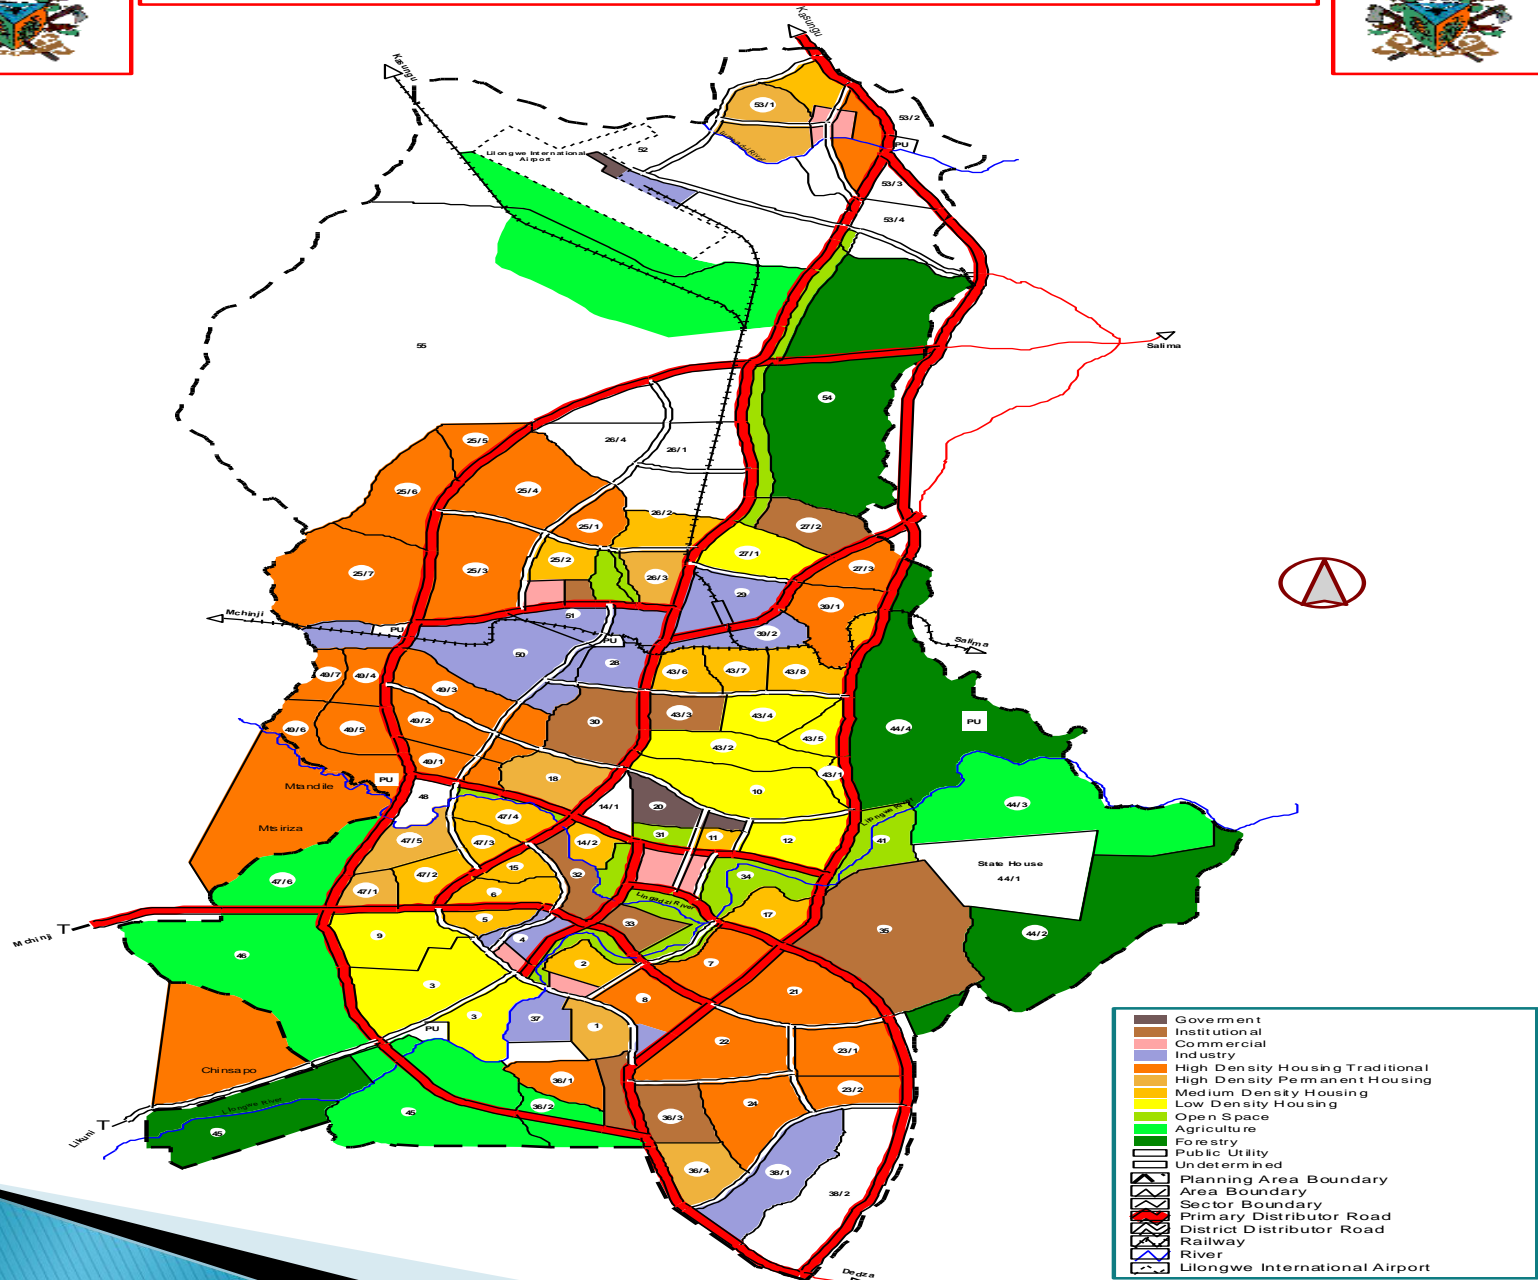 Kasungu
Kasungu
53/1
53/2
PU
Lilongwe International
Airport
52
53/3
53/4
55
Salima
54
26/4
26/1
25/5
25/6
25/4
26/2
25/1
27/2
27/1
25/2
25/7
25/3
26/3
27/3
29
39/1
Mchinji
51
PU
PU
39/2
Salima
50
28
49/7
49/4
43/6
43/7
43/8
49/3
49/2
30
43/3
43/4
44/4
PU
49/6
49/5
43/5
43/2
49/1
18
43/1
PU
Mtandile
48
14/1
20
10
44/3
Lilongwe River
Mtsiriza
47/4
31
11
12
41
47/5
47/3
14/2
State House
44/1
15
47/6
47/2
32
34
47/1
6
Lingadzi River
5
33
17
Mchinji
9
4
35
44/2
46
2
7
3
8
21
3
37
1
PU
22
23/1
Chinsapo
36/1
23/2
Lilongwe River
45
36/2
36/3
24
Likuni
45
36/4
38/1
38/2
Dedza
Goverment
Institutional
Commercial
Industry
High Density Housing Traditional
High Density Permanent Housing
Medium Density Housing
Low Density Housing
Open Space
Agriculture
Forestry
Public Utility
Undetermined
Planning Area Boundary
Area Boundary
Sector Boundary
Primary Distributor Road
District Distributor Road
Railway
River
Lilongwe International Airport